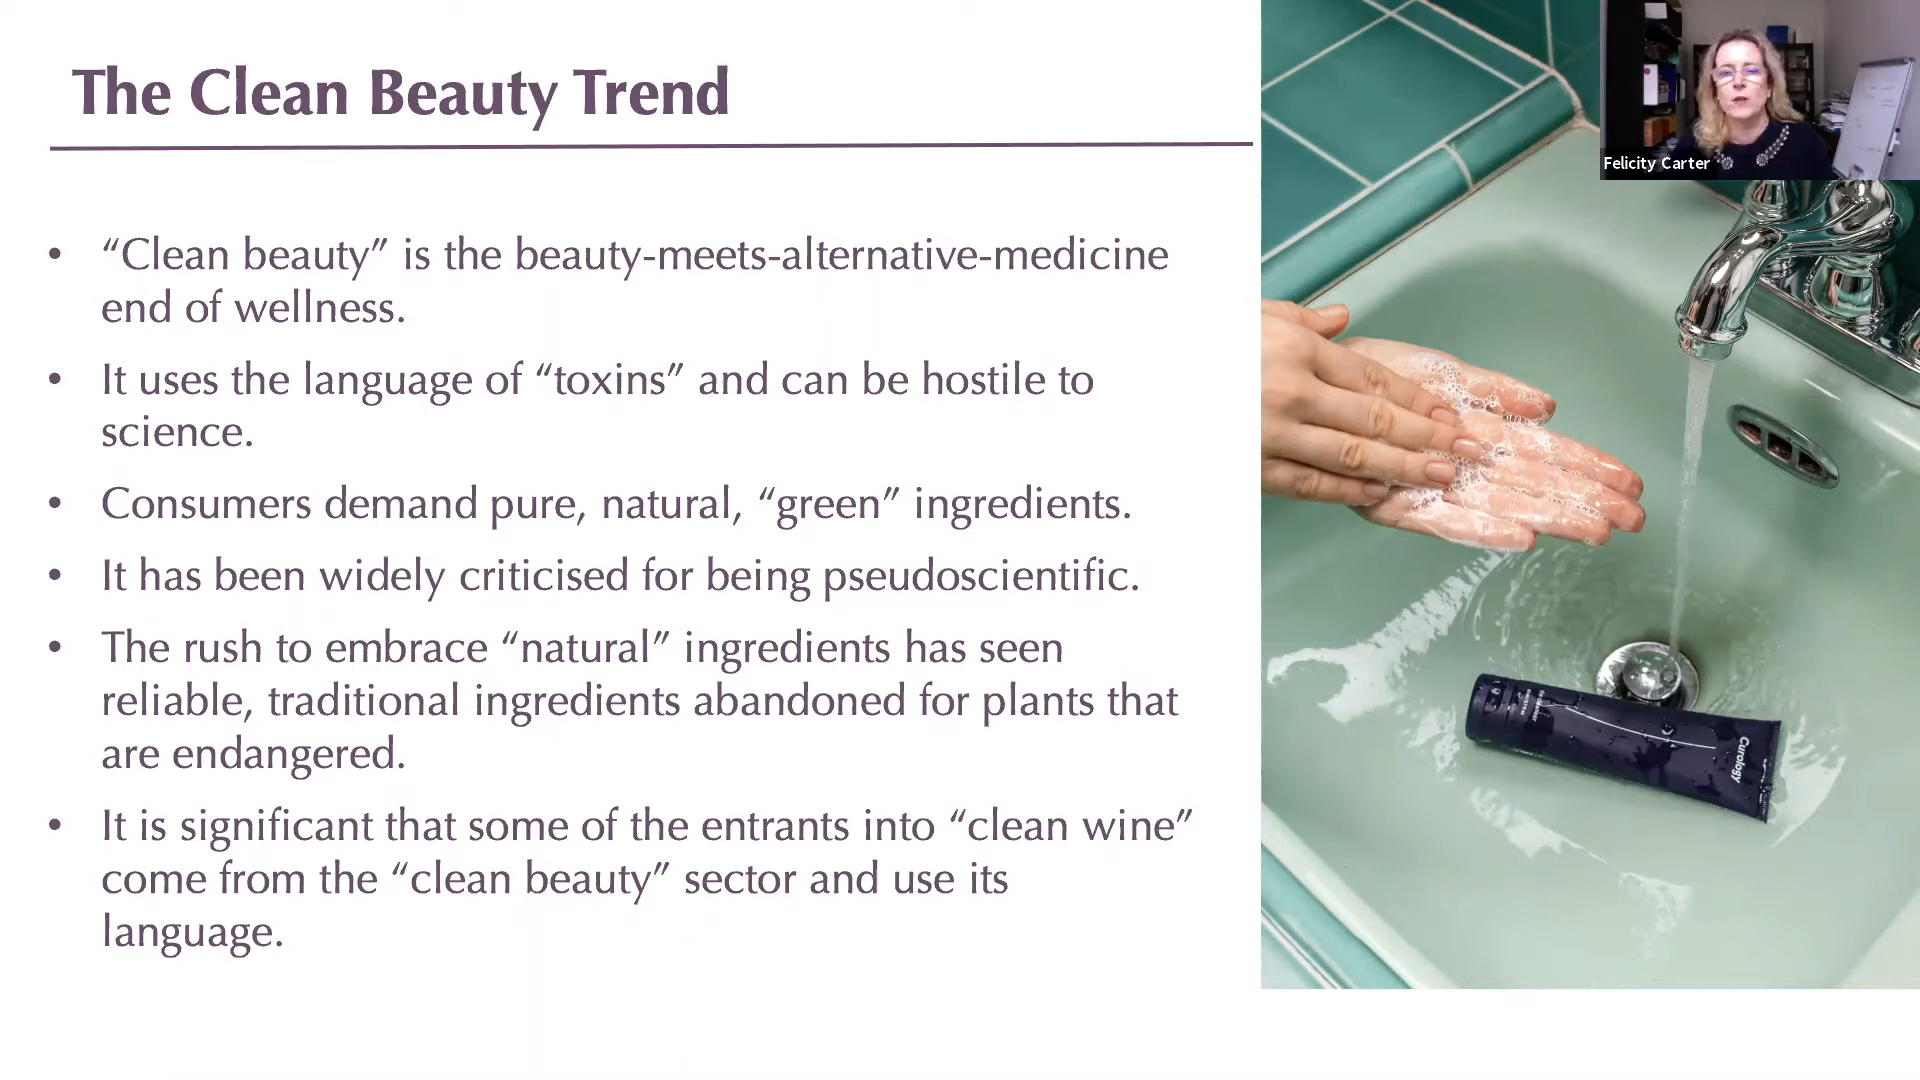 The Clean Beauty Trend
Felicity Carter
• “Clean beauty” is the beauty-meets-alternative-medicine
end of wellness.
• It uses the language of “toxins” and can be hostile to
science.
• Consumers demand pure, natural, “green” ingredients.
• It has been widely criticised for being pseudoscientific.
• The rush to embrace “natural” ingredients has seen
reliable, traditional ingredients abandoned for plants that
are endangered.
• It is significant that some of the entrants into “clean wine”
come from the “clean beauty” sector and use its
language.
Curology